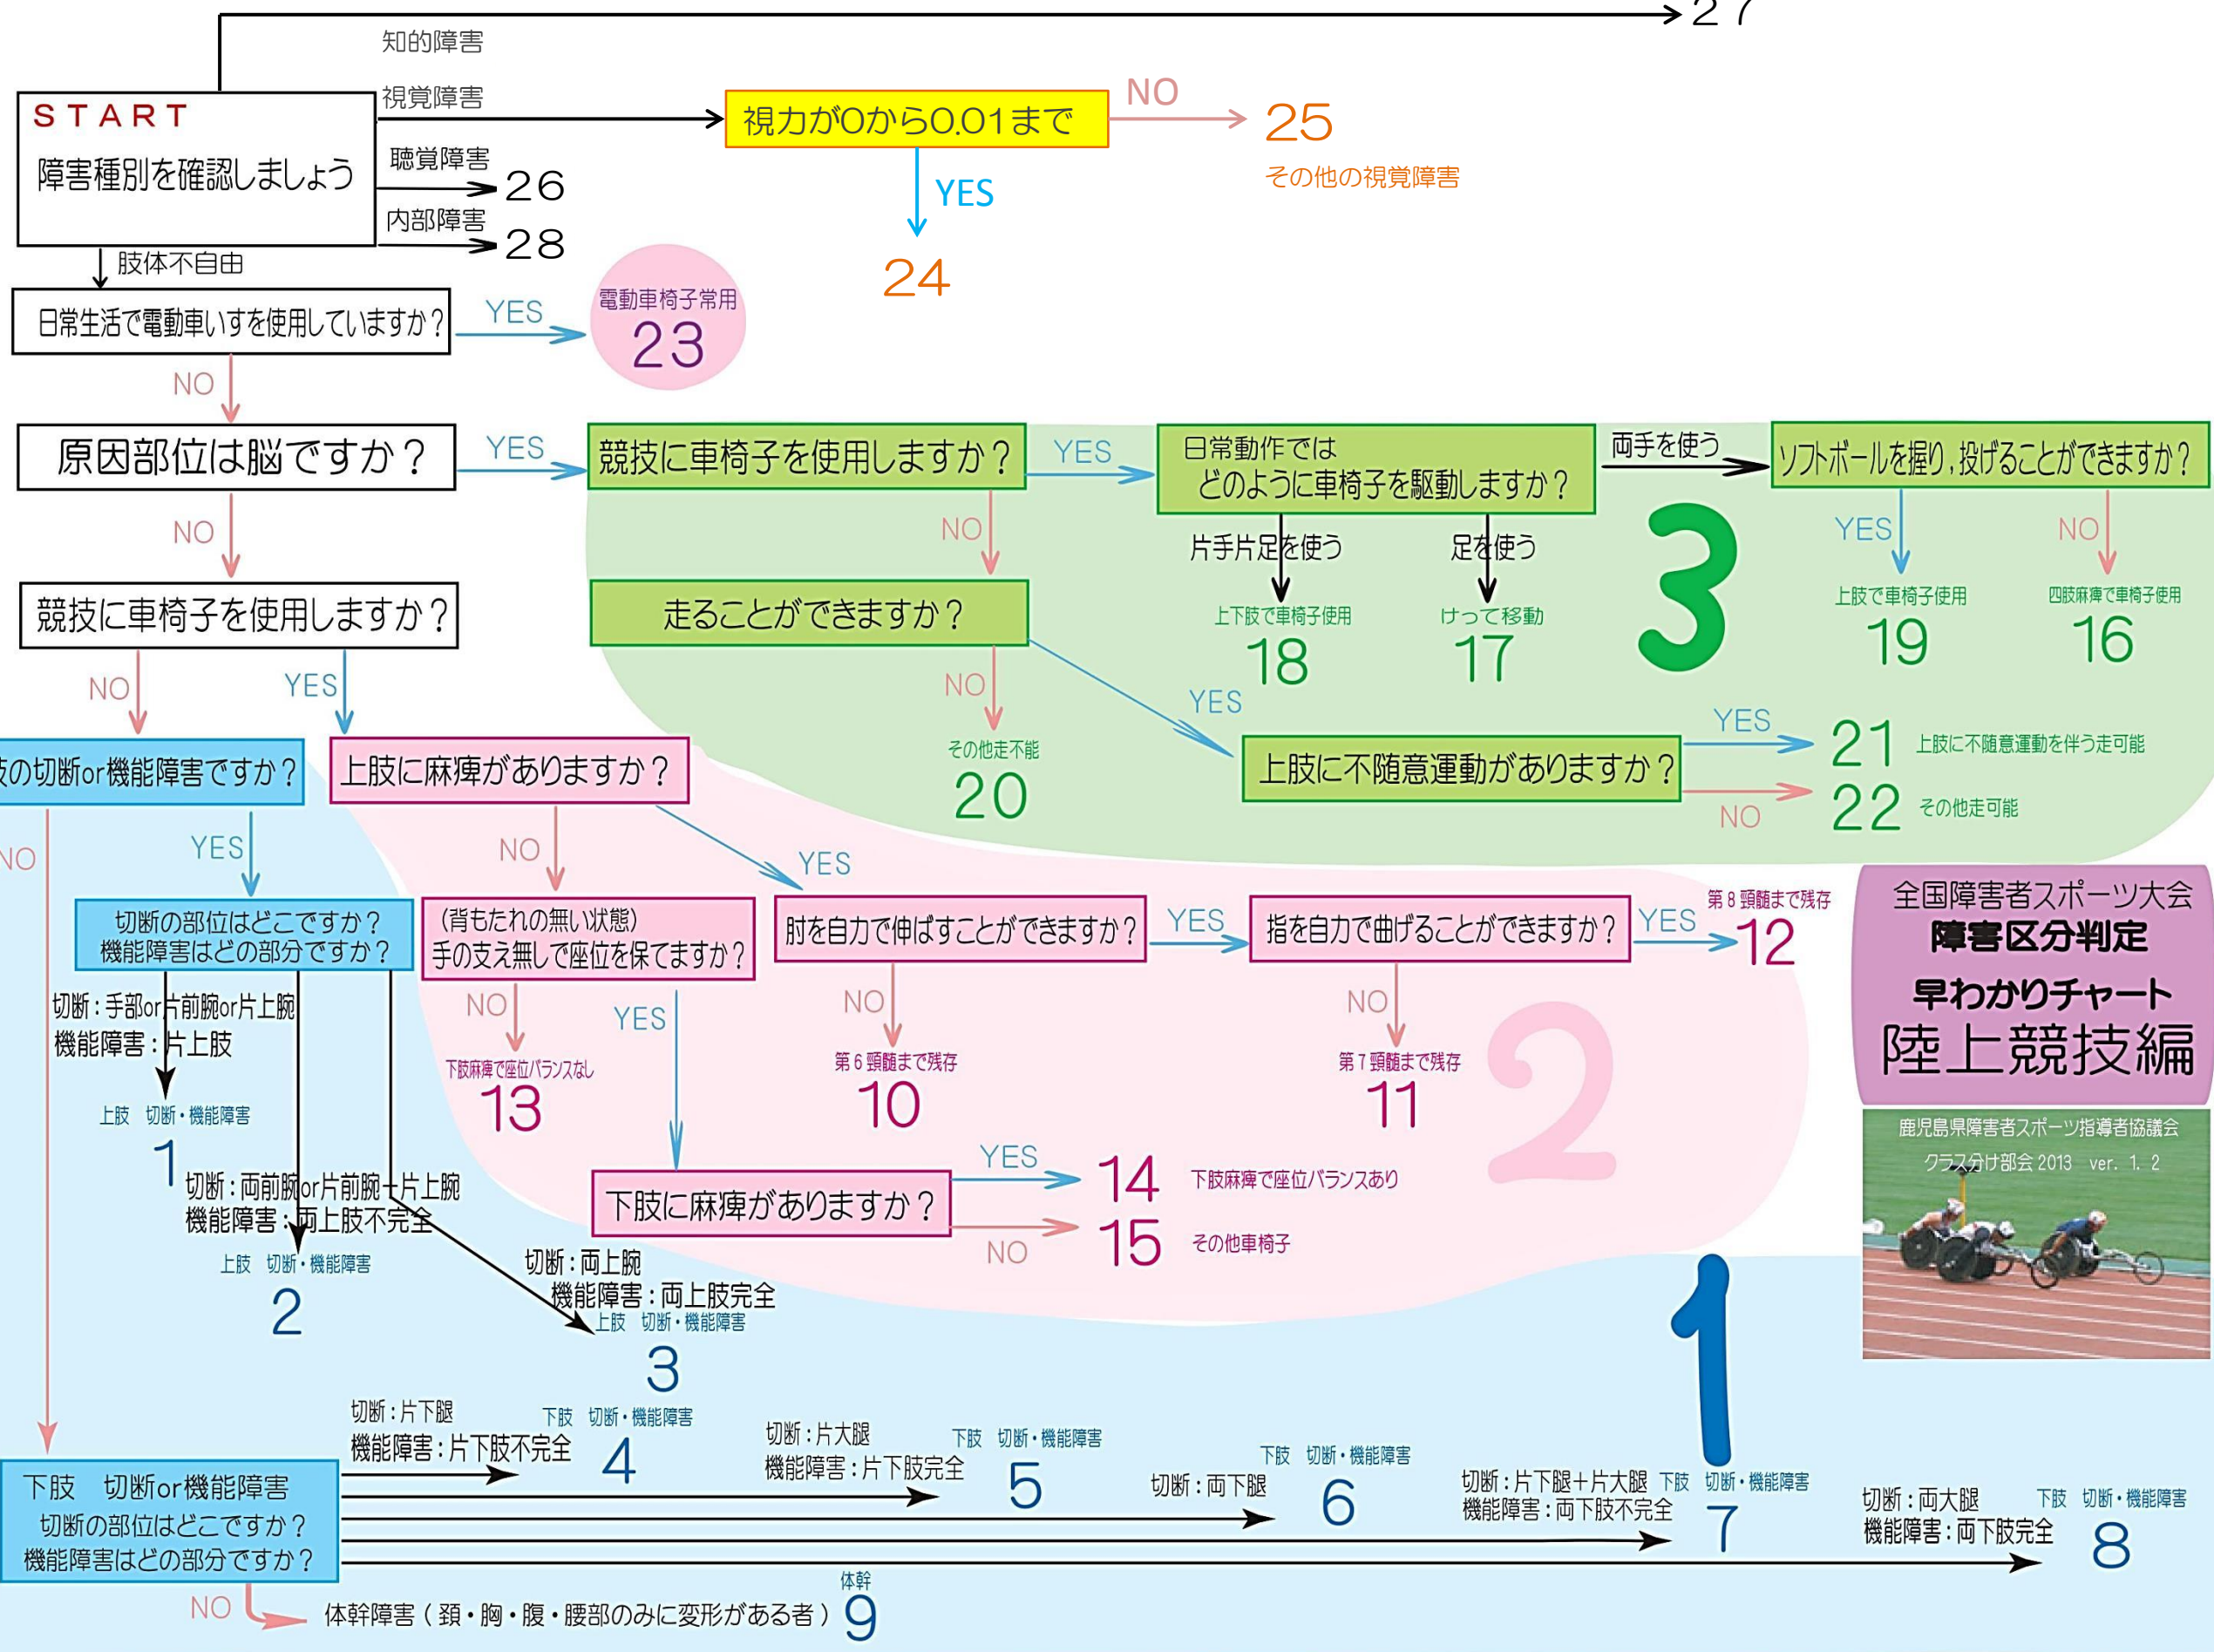 27
知的障害
START
障害種別を確認しましょう
視覚障害
視力が0から0.01まで
NO
25
その他の視覚障害
YES
24
聴覚障害
26
内部障害
28
肢体不自由
日常生活で電動車いすを使用していますか?
YES
電動車椅子常用
23
NO
原因部位は脳ですか?
YES
競技に車椅子を使用しますか?
YES
日常動作では
どのように車椅子を駆動しますか?
両手を使う
ソフトボールを握り,投げることができますか?
NO
NO
片手片足を使う
足を使う
YES
NO
上下肢で車椅子使用
18
けって移動
17
3
上肢で車椅子使用
19
四肢麻痺で車椅子使用
16
競技に車椅子を使用しますか?
走ることができますか?
NO
YES
NO
YES
その他走不能
20
上肢に不随意運動がありますか?
YES
21 上肢に不随意運動を伴う走可能
NO
22 その他走可能
肢の切断or機能障害ですか?
上肢に麻痺がありますか?
NO
YES
NO
YES
切断の部位はどこですか?
機能障害はどの部分ですか?
(背もたれの無い状態)
手の支え無しで座位を保てますか?
肘を自力で伸ばすことができますか?
YES
指を自力で曲げることができますか?
YES
第8頸髄まで残存
12
全国障害者スポーツ大会
障害区分判定
早わかりチャート
陸上競技編
切断:手部or片前腕or片上腕
機能障害:片上肢
NO
YES
NO
NO
下肢麻痺で座位バランスなし
13
第6頸髄まで残存
10
第7頸髄まで残存
11
2
上肢 切断・機能障害
1
鹿児島県障害者スポーツ指導者協議会
クラス分け部会2013 ver. 1. 2
切断:両前腕or片前腕+片上腕
機能障害:両上肢不完全
上肢 切断・機能障害
2
下肢に麻痺がありますか?
YES
14 下肢麻痺で座位バランスあり
NO
15 その他車椅子
切断:両上腕
機能障害:両上肢完全
上肢 切断・機能障害
3
1
下肢 切断or機能障害
切断の部位はどこですか?
機能障害はどの部分ですか?
切断:片下腿
機能障害:片下肢不完全
下肢 切断・機能障害
4
切断:片大腿
機能障害:片下肢完全
下肢 切断・機能障害
5
切断:両下腿
下肢 切断・機能障害
6
切断:片下腿+片大腿
機能障害:両下肢不完全
下肢 切断・機能障害
7
切断:両大腿
機能障害:両下肢完全
下肢 切断・機能障害
8
NO
体幹障害(頚・胸・腹・腰部のみに変形がある者)
体幹
9